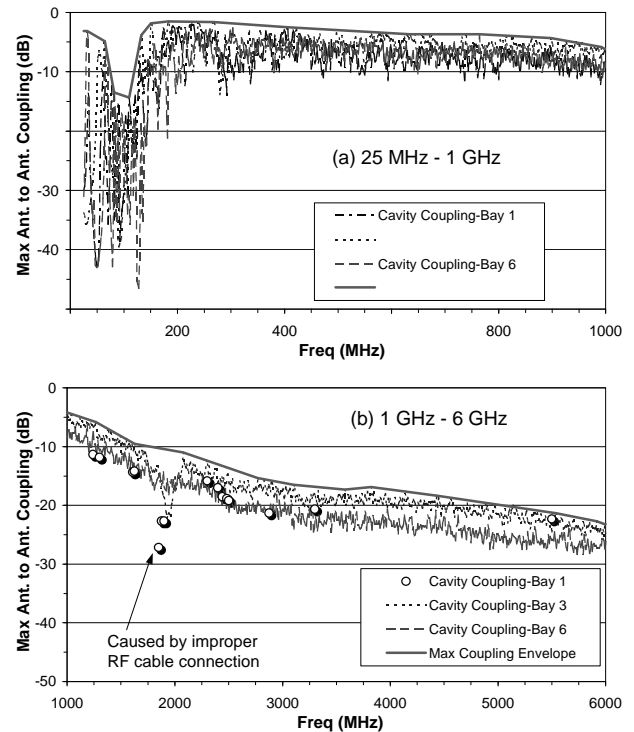 Max Ant. to Ant. Coupling (dB)
0
-10
-20
-30
-40
(a) 25 MHz - 1 GHz
Cavity Coupling-Bay 1
Cavity Coupling-Bay 6
200
400
600
800
1000
Freq (MHz)
Max Ant. to Ant. Coupling (dB)
0
-10
-20
-30
-40
-50
(b) 1 GHz - 6 GHz
Caused by improper
RF cable connection
Cavity Coupling-Bay 1
Cavity Coupling-Bay 3
Cavity Coupling-Bay 6
Max Coupling Envelope
1000
2000
3000
4000
5000
6000
Freq (MHz)